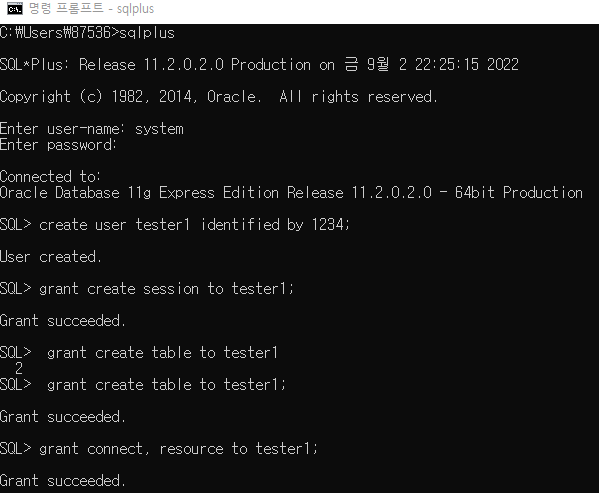 명령 프롬프트 - sqlplus
C:\Users\87536>sqlplus
SQL*Plus: Release 11.2.0.2.0 Production on 금 9월 2 22:25:15 2022
Copyright (c) 1982, 2014, Oracle.  All rights reserved.
Enter user-name: system
Enter password:
Connected to:
Oracle Database 11g Express Edition Release 11.2.0.2.0 - 64bit Production
SQL> create user tester1 identified by 1234;
User created.
SQL> grant create session to tester1;
Grant succeeded.
SQL>  grant create table to tester1
  2
SQL>  grant create table to tester1;
Grant succeeded.
SQL> grant connect, resource to tester1;
Grant succeeded.